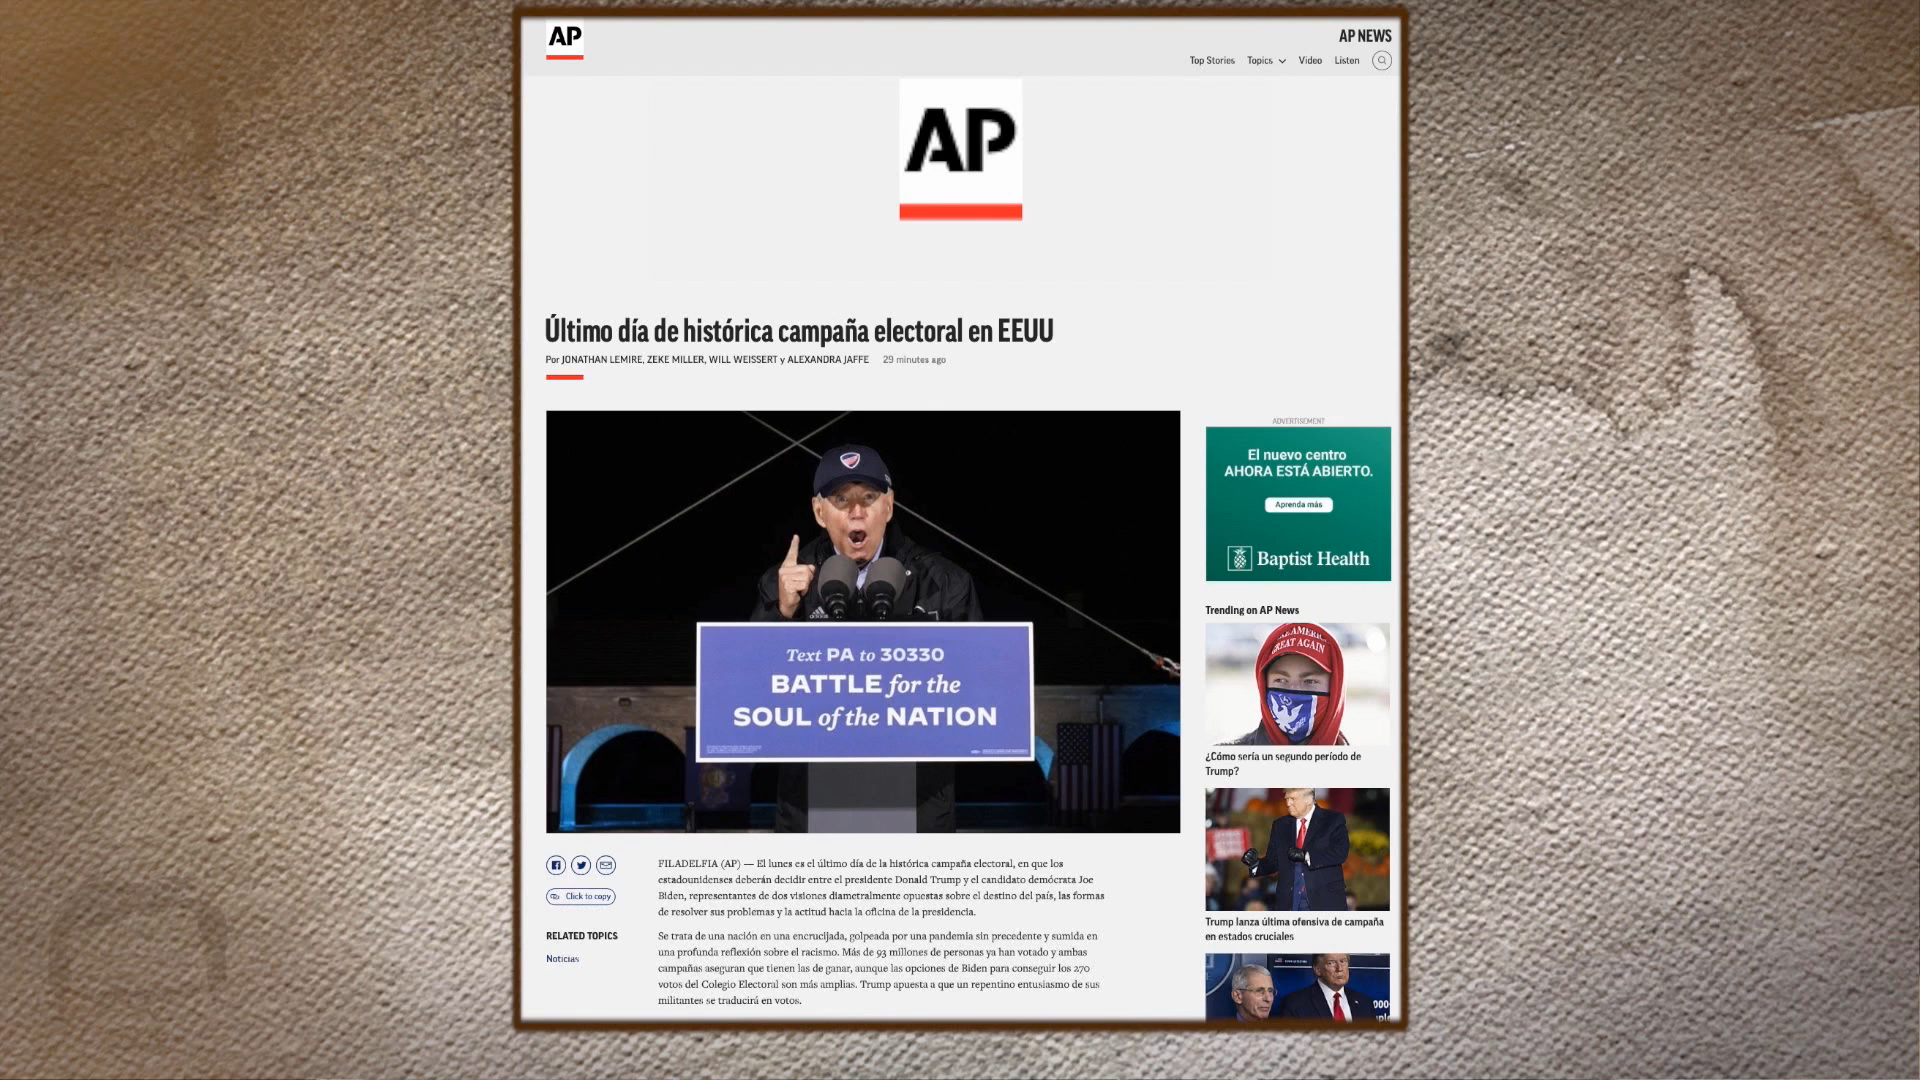 AP
AP NEWS
Top Stories Topics Video Listen
AP
Último día de histórica campaña electoral en EEUU
Por JONATHAN LEMIRE, ZEKE MILLER, WILL WEISSERT y ALEXANDRA JAFFE 29 minutes ago
Text PA to 30330
BATTLE for the
SOUL of the NATION
Click to copy
RELATED TOPICS
Noticias
FILADELFIA (AP) — El lunes es el último día de la histórica campaña electoral, en que los
estadounidenses deberán decidir entre el presidente Donald Trump y el candidato demócrata Joe
Biden, representantes de dos visiones diametralmente opuestas sobre el destino del país, las formas
de resolver sus problemas y la actitud hacia la oficina de la presidencia.
Se trata de una nación en una encrucijada, golpeada por una pandemia sin precedente y sumida en
una profunda reflexión sobre el racismo. Más de 93 millones de personas ya han votado y ambas
campañas aseguran que tienen las de ganar, aunque las opciones de Biden para conseguir los 270
votos del Colegio Electoral son más amplias. Trump apuesta a que un repentino entusiasmo de sus
militantes se traducirá en votos.
ADVERTISEMENT
El nuevo centro
AHORA ESTÁ ABIERTO.
Aprenda más
Baptist Health
Trending on AP News
GREAT AGAIN
¿Cómo sería un segundo período de
Trump?
Trump lanza última ofensiva de campaña
en estados cruciales